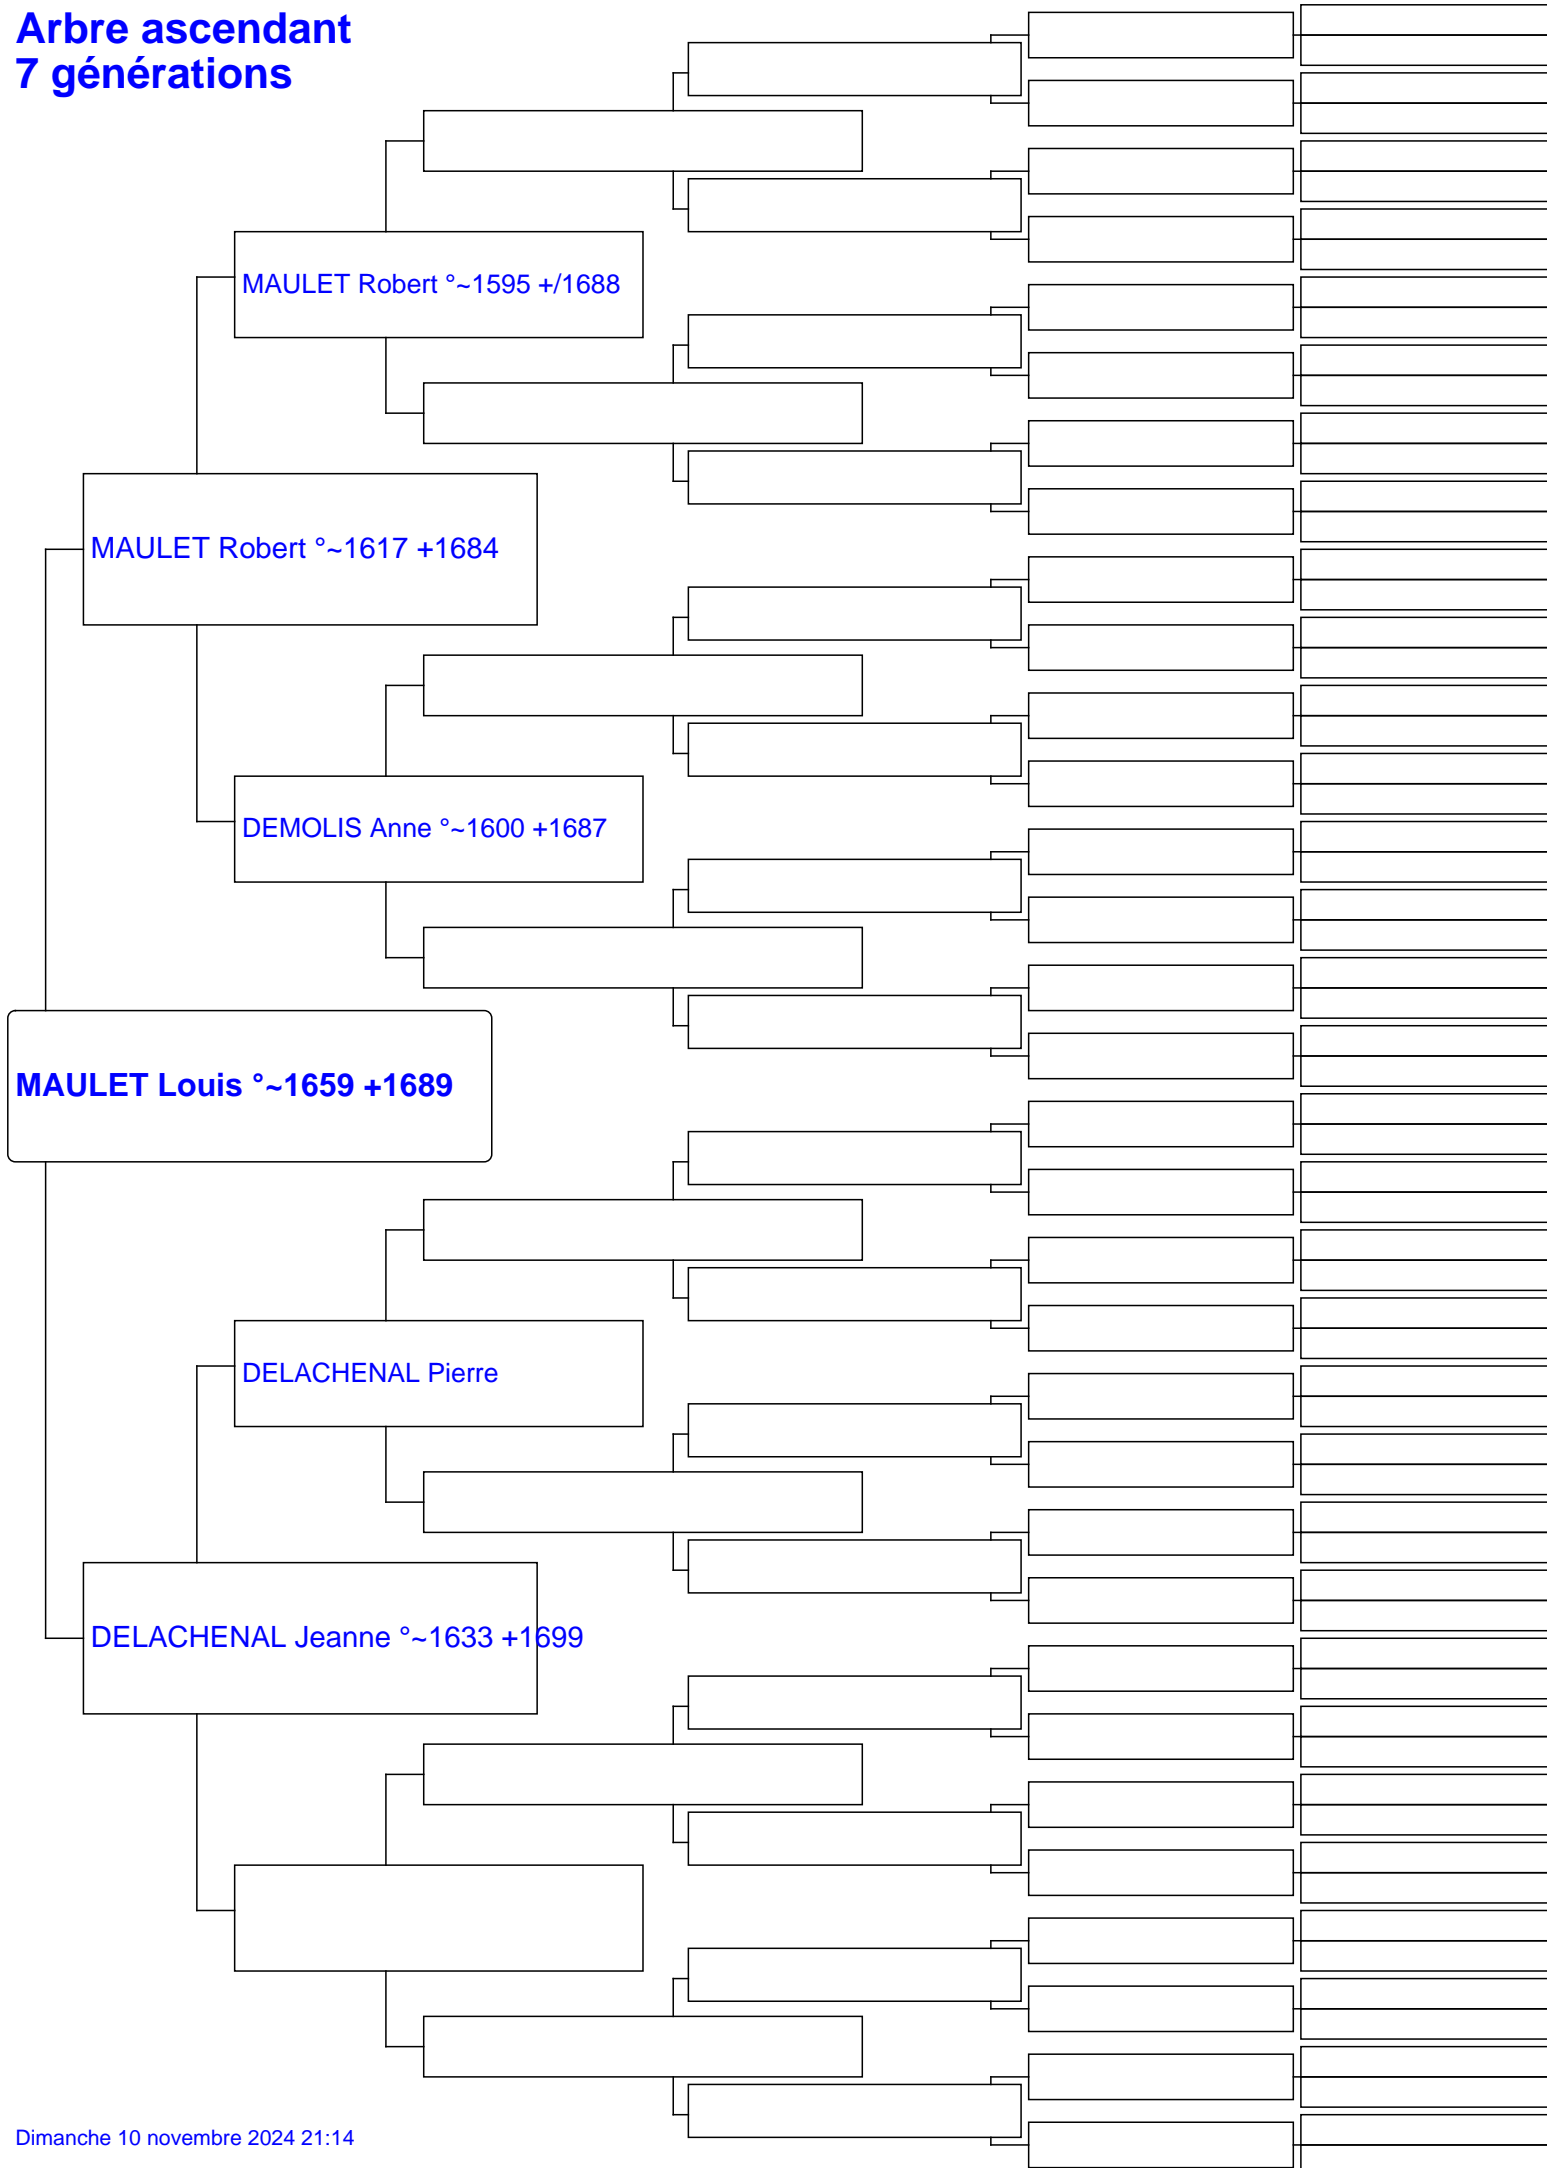 Arbre ascendant
7 générations
MAULET Robert °~1595 +/1688
MAULET Robert °~1617 +1684
DEMOLIS Anne °~1600 +1687
MAULET Louis °~1659 +1689
DELACHENAL Pierre
DELACHENAL Jeanne °~1633 +1699
Dimanche 10 novembre 2024 21:14